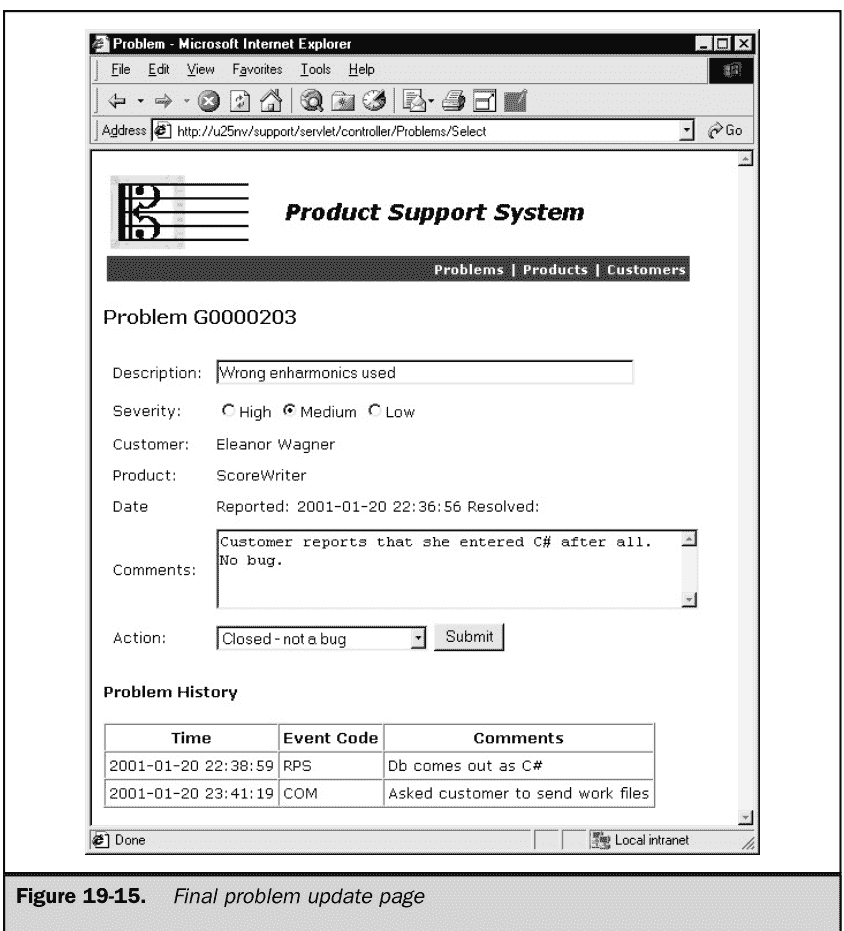 Problem - Microsoft Internet Explorer
File Edit View Favorites Tools Help
Address http://u25nv/support/servlet/controller/Problems/Select Go
Product Support System
Problems | Products | Customers
Problem G0000203
Description: Wrong enharmonics used
Severity: High Medium Low
Customer: Eleanor Wagner
Product: ScoreWriter
Date Reported: 2001-01-20 22:36:56 Resolved:
Comments: Customer reports that she entered C# after all.
No bug.
Action: Closed - not a bug Submit
Problem History
Time Event Code Comments
2001-01-20 22:38:59 RPS Db comes out as C#
2001-01-20 23:41:19 COM Asked customer to send work files
Done Local intranet
Figure 19-15. Final problem update page